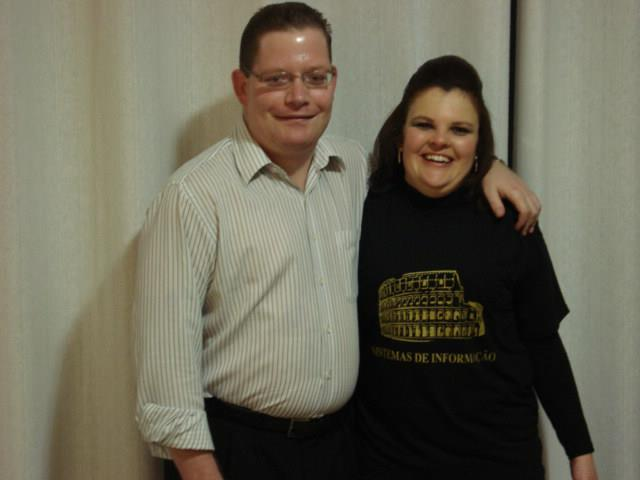 SISTEMAS DE INFORMAÇÃO